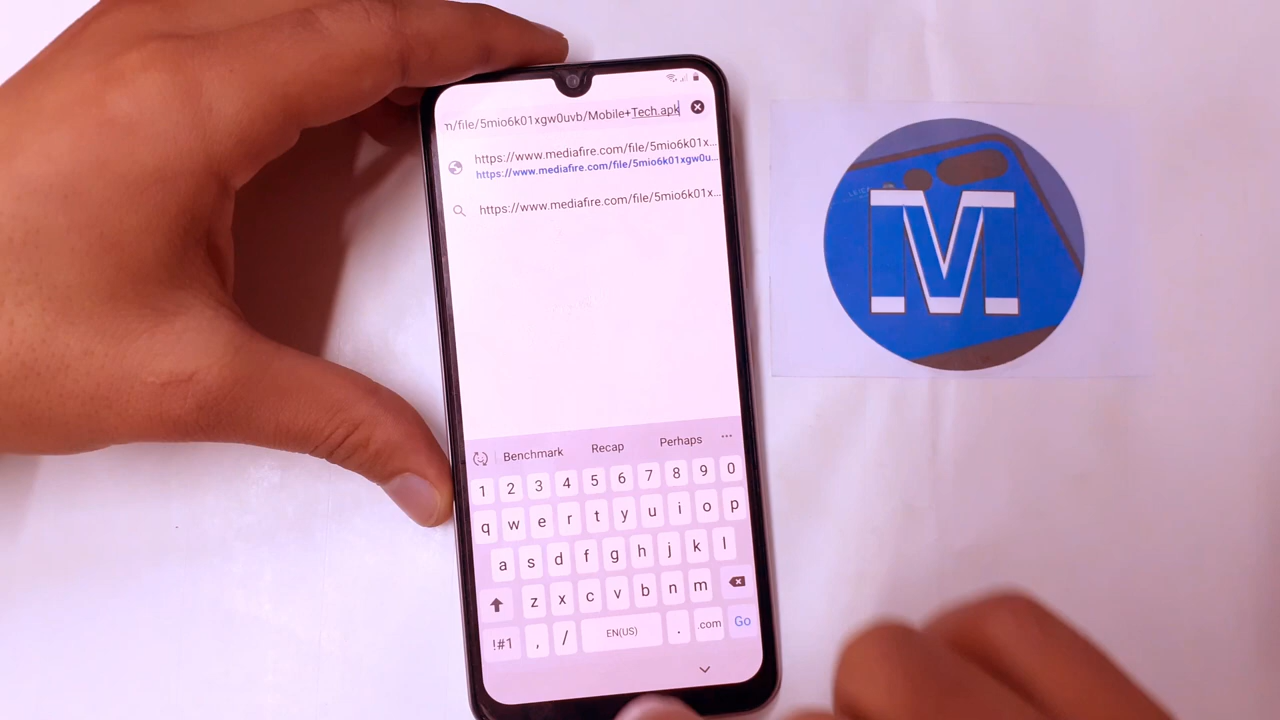 n/file/5mio6k01xgw0uvb/Mobile+Tech.apk
https://www.mediafire.com/file/5mio6k01x...
https://www.mediafire.com/file/5mio6k01xgw0u...
https://www.mediafire.com/file/5mio6k01x...
Benchmark Recap Perhaps ...
1 2 3 4 5 6 7 8 9 0
q w e r t y u i o p
a s d f g h j k l
z x c v b n m
!#1 , / EN(US) . .com Go
M